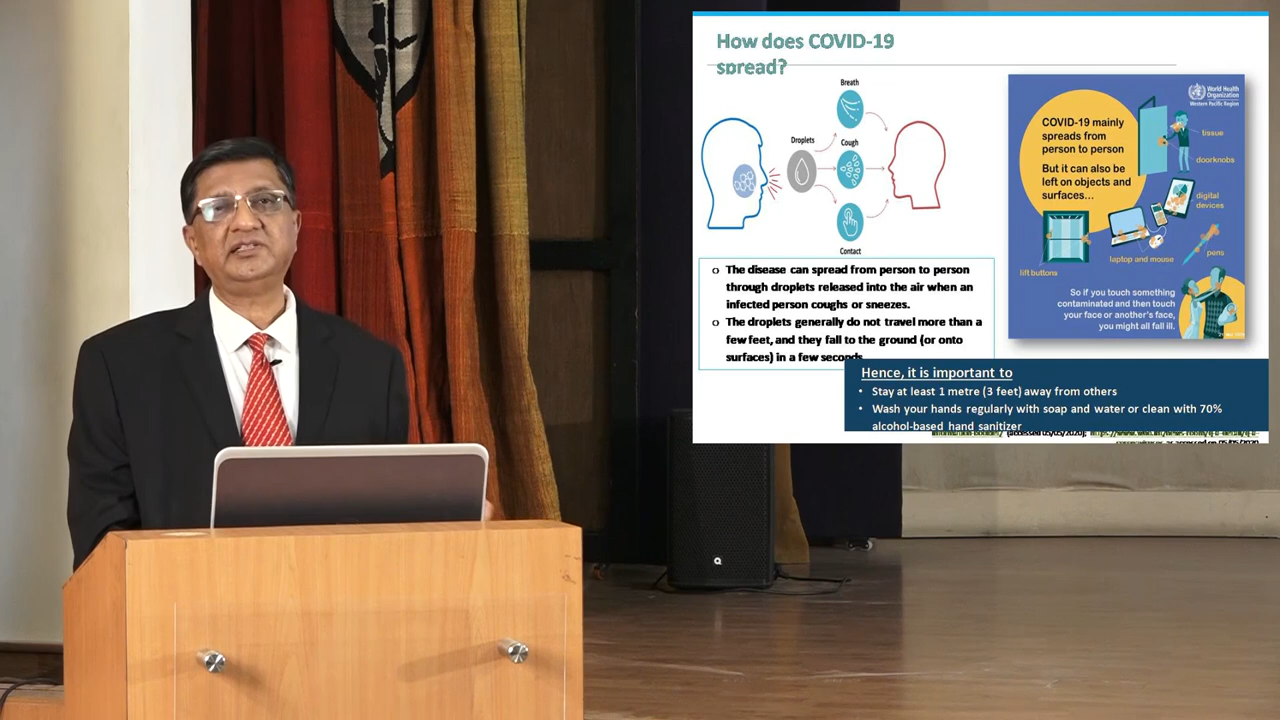 How does COVID-19
spread?
Breath
Droplets
Cough
Contact
World Health
Organization
Western Pacific Region
COVID-19 mainly
spreads from
person to person
But it can also be
left on objects and
surfaces...
tissue
doorknobs
digital
devices
pens
laptop and mouse
lift buttons
So if you touch something
contaminated and then touch
your face or another's face,
you might all fall ill.
o The disease can spread from person to person
through droplets released into the air when an
infected person coughs or sneezes.
o The droplets generally do not travel more than a
few feet, and they fall to the ground (or onto
surfaces) in a few seconds
Hence, it is important to
• Stay at least 1 metre (3 feet) away from others
• Wash your hands regularly with soap and water or clean with 70%
alcohol-based hand sanitizer